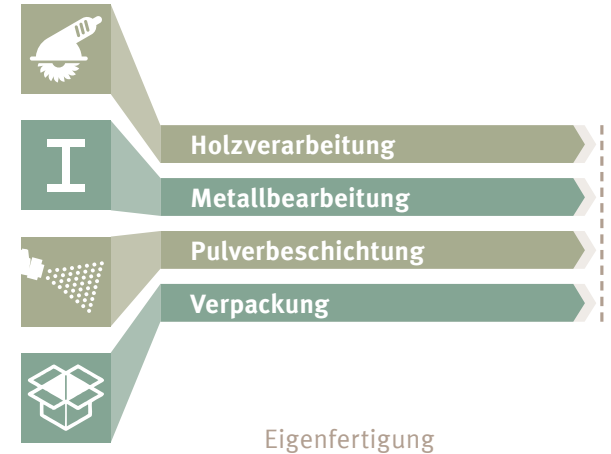 Holzverarbeitung
Metallbearbeitung
Pulverbeschichtung
Verpackung
Eigenfertigung